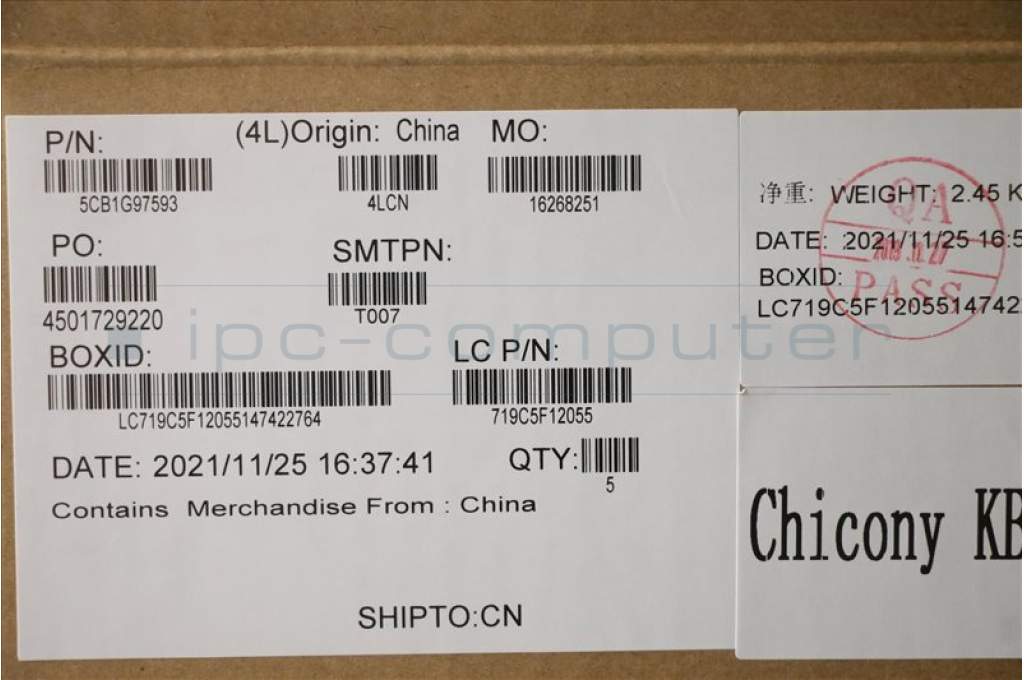 P/N: (4L)Origin: China MO:
5CB1G97593 4LCN 16268251
PO: SMTPN:
4501729220 T007
BOXID: LC P/N:
LC719C5F12055147422764 719C5F12055
DATE: 2021/11/25 16:37:41 QTY:
5
Contains Merchandise From : China
SHIPTO:CN
净重: WEIGHT: 2.45 K
DATE: 2021/11/25 16:5
BOXID:
LC719C5F1205514742
QA
PASS
Chicony KB
ipc-computer